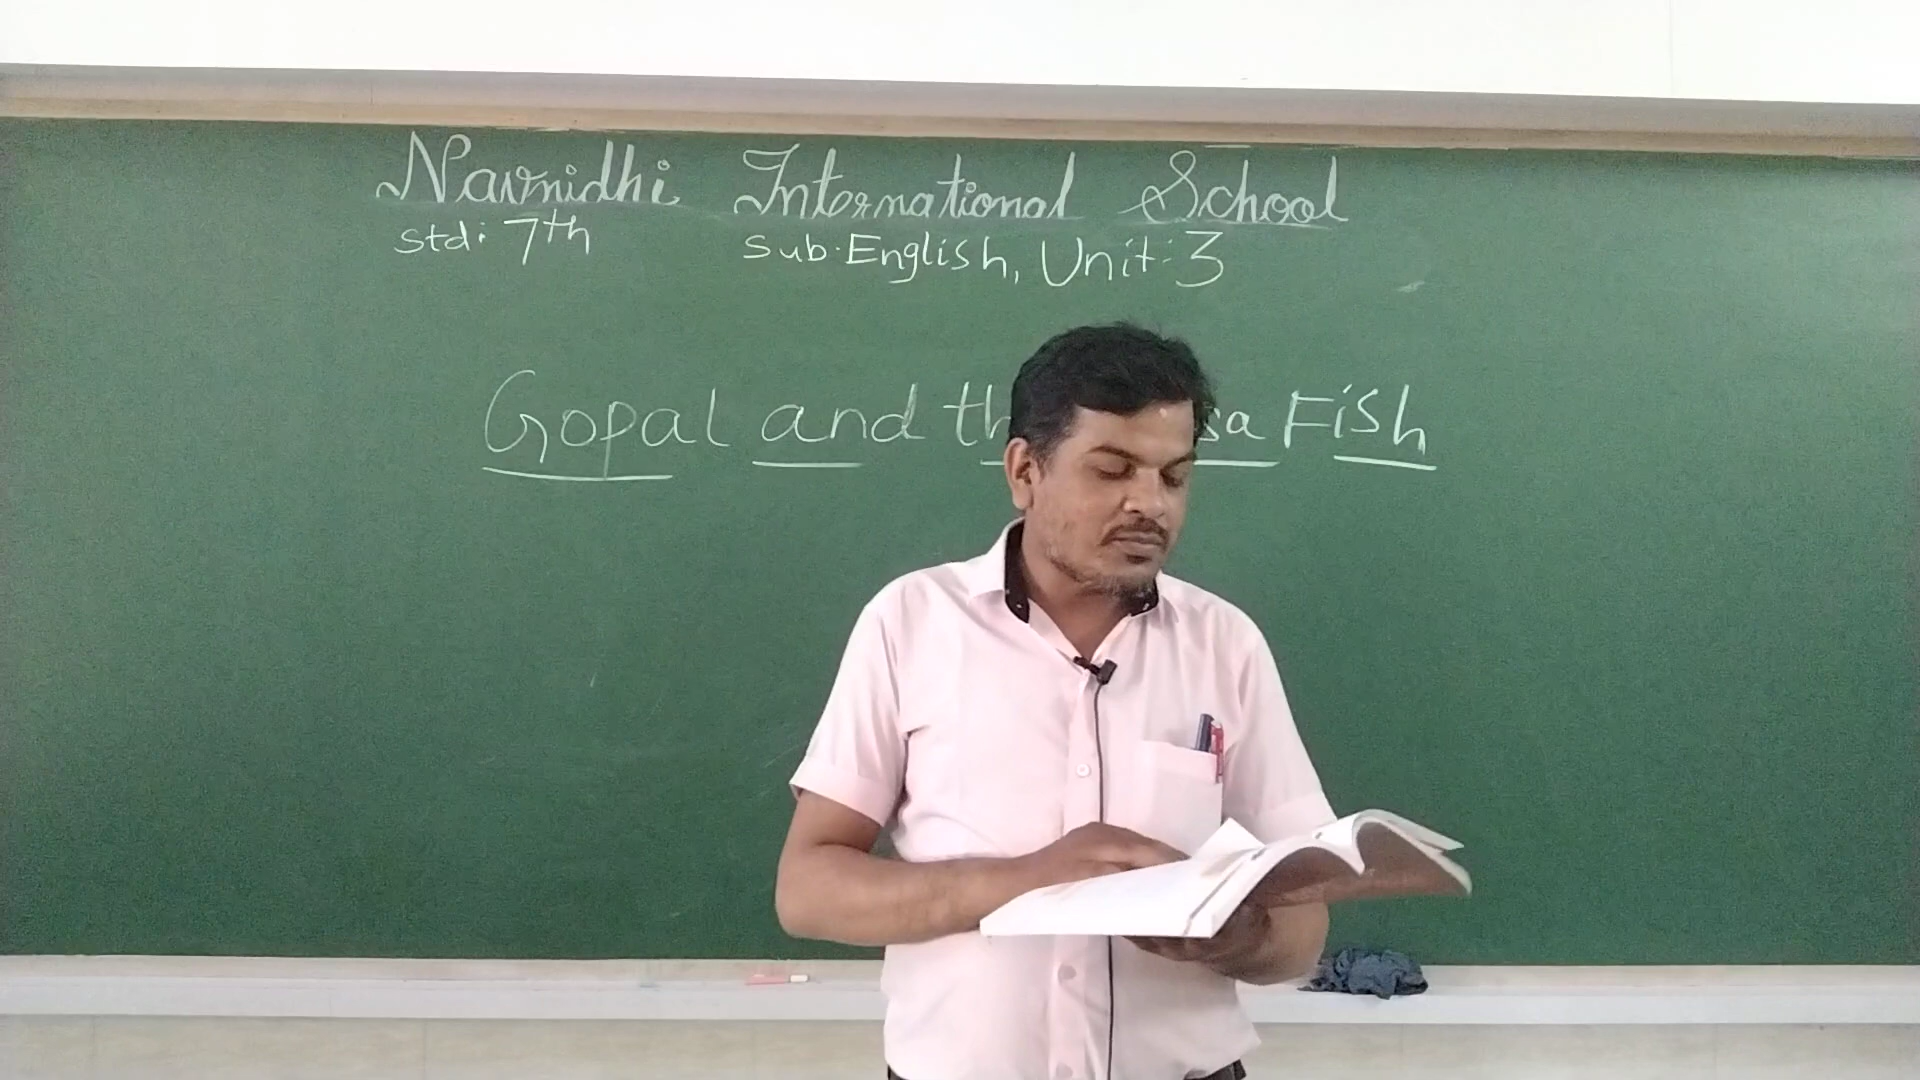 Navnidhi International School
std: 7th Sub: English, Unit: 3
Gopal and Fish